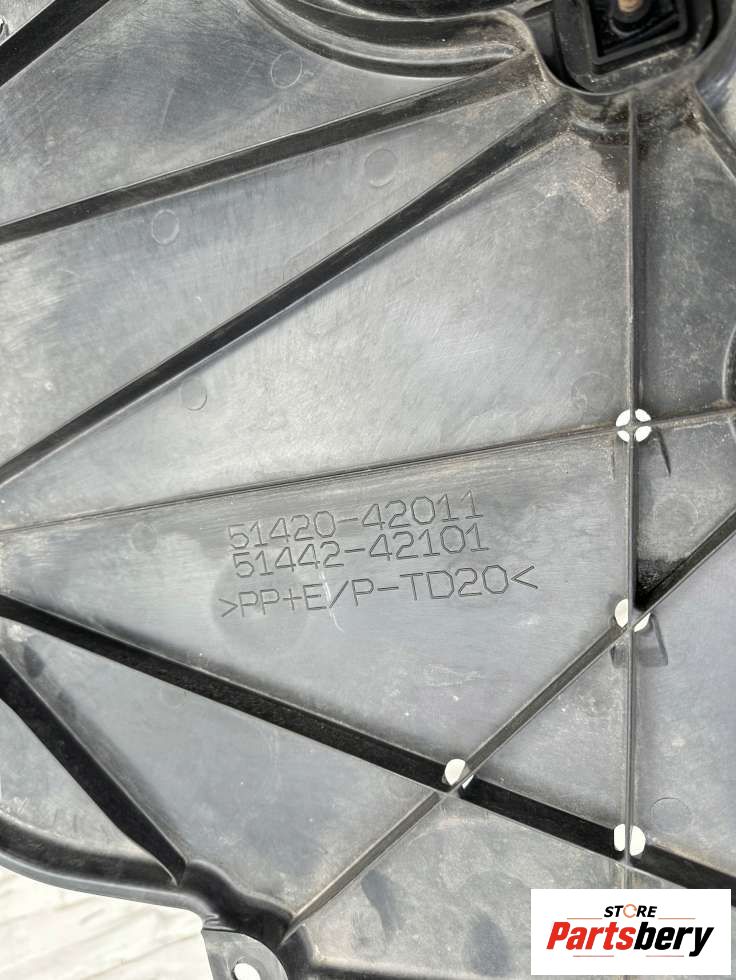 51420-42011
51442-42101
>PP+E/P-TD20<
STORE
Partsbery